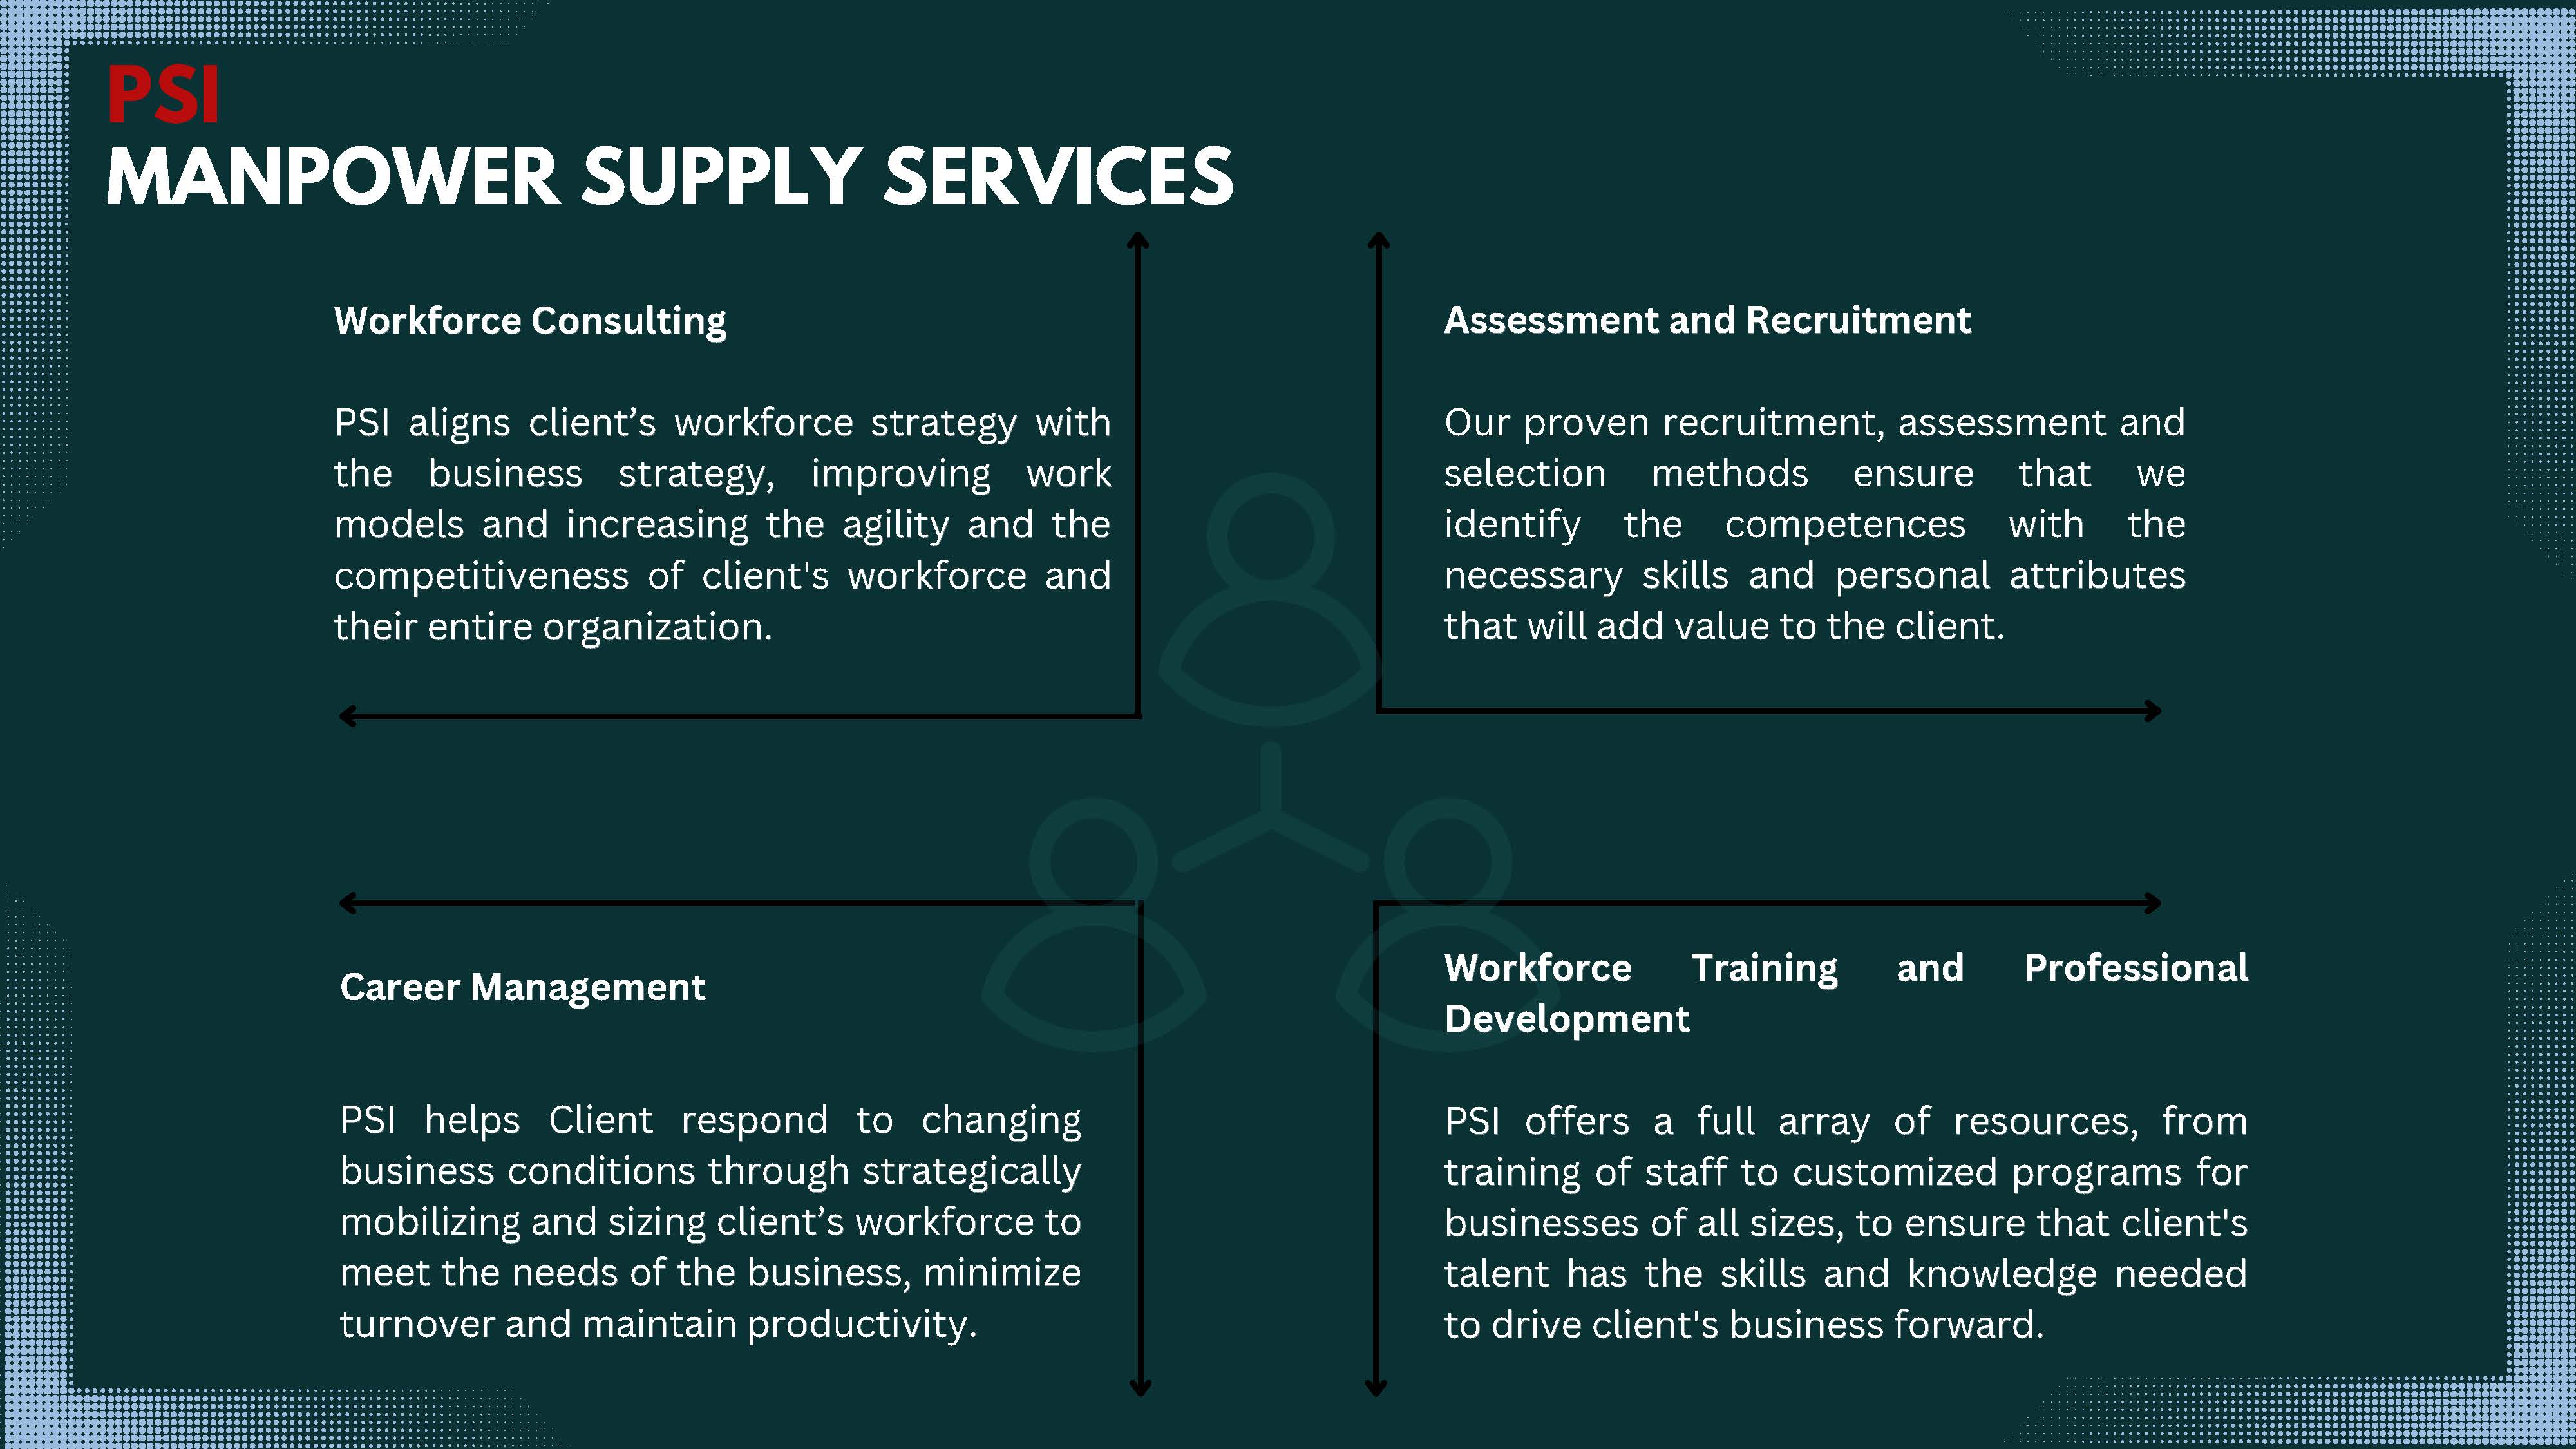 PSI
MANPOWER SUPPLY SERVICES
Workforce Consulting
PSI aligns client’s workforce strategy with
the business strategy, improving work
models and increasing the agility and the
competitiveness of client's workforce and
their entire organization.
Assessment and Recruitment
Our proven recruitment, assessment and
selection methods ensure that we
identify the competences with the
necessary skills and personal attributes
that will add value to the client.
Career Management
PSI helps Client respond to changing
business conditions through strategically
mobilizing and sizing client’s workforce to
meet the needs of the business, minimize
turnover and maintain productivity.
Workforce Training and Professional
Development
PSI offers a full array of resources, from
training of staff to customized programs for
businesses of all sizes, to ensure that client's
talent has the skills and knowledge needed
to drive client's business forward.